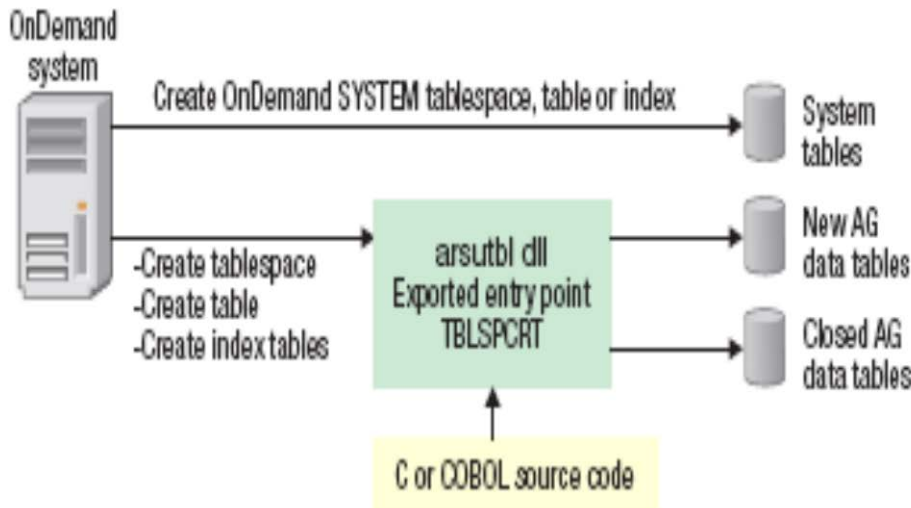 OnDemand
system
Create OnDemand SYSTEM tablespace, table or index
System
tables
-Create tablespace
-Create table
-Create index tables
arsutbl dll
Exported entry point
TBLSPCRT
New AG
data tables
Closed AG
data tables
C or COBOL source code